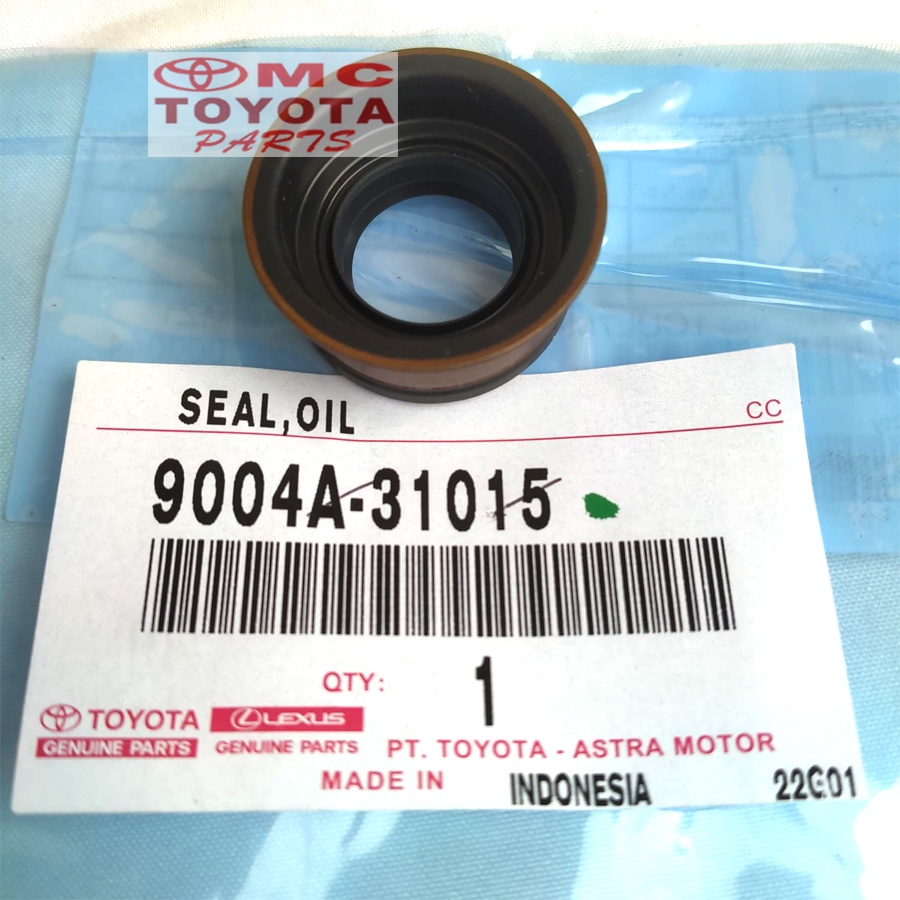 MC
TOYOTA
PARTS
SEAL,OIL
CC
9004A-31015
QTY: 1
TOYOTA
GENUINE PARTS
LEXUS
GENUINE PARTS
PT. TOYOTA - ASTRA MOTOR
MADE IN INDONESIA
22G01